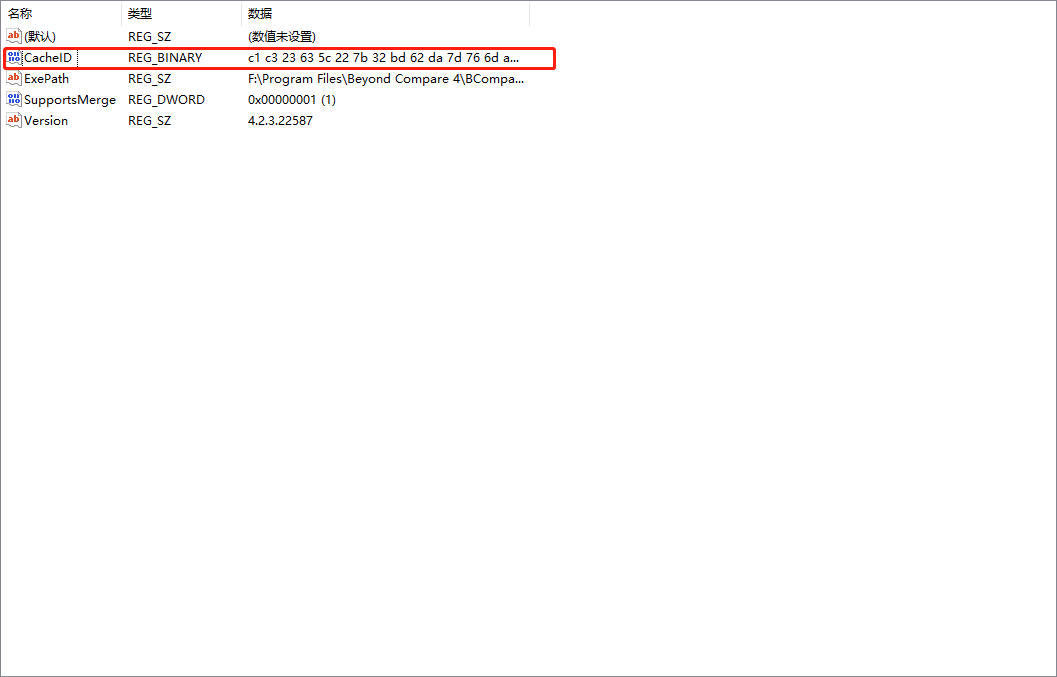 名称 类型 数据
(默认) REG_SZ (数值未设置)
CacheID REG_BINARY c1 c3 23 63 5c 22 7b 32 bd 62 da 7d 76 6d a...
ExePath REG_SZ F:\Program Files\Beyond Compare 4\BCompa...
SupportsMerge REG_DWORD 0x00000001 (1)
Version REG_SZ 4.2.3.22587